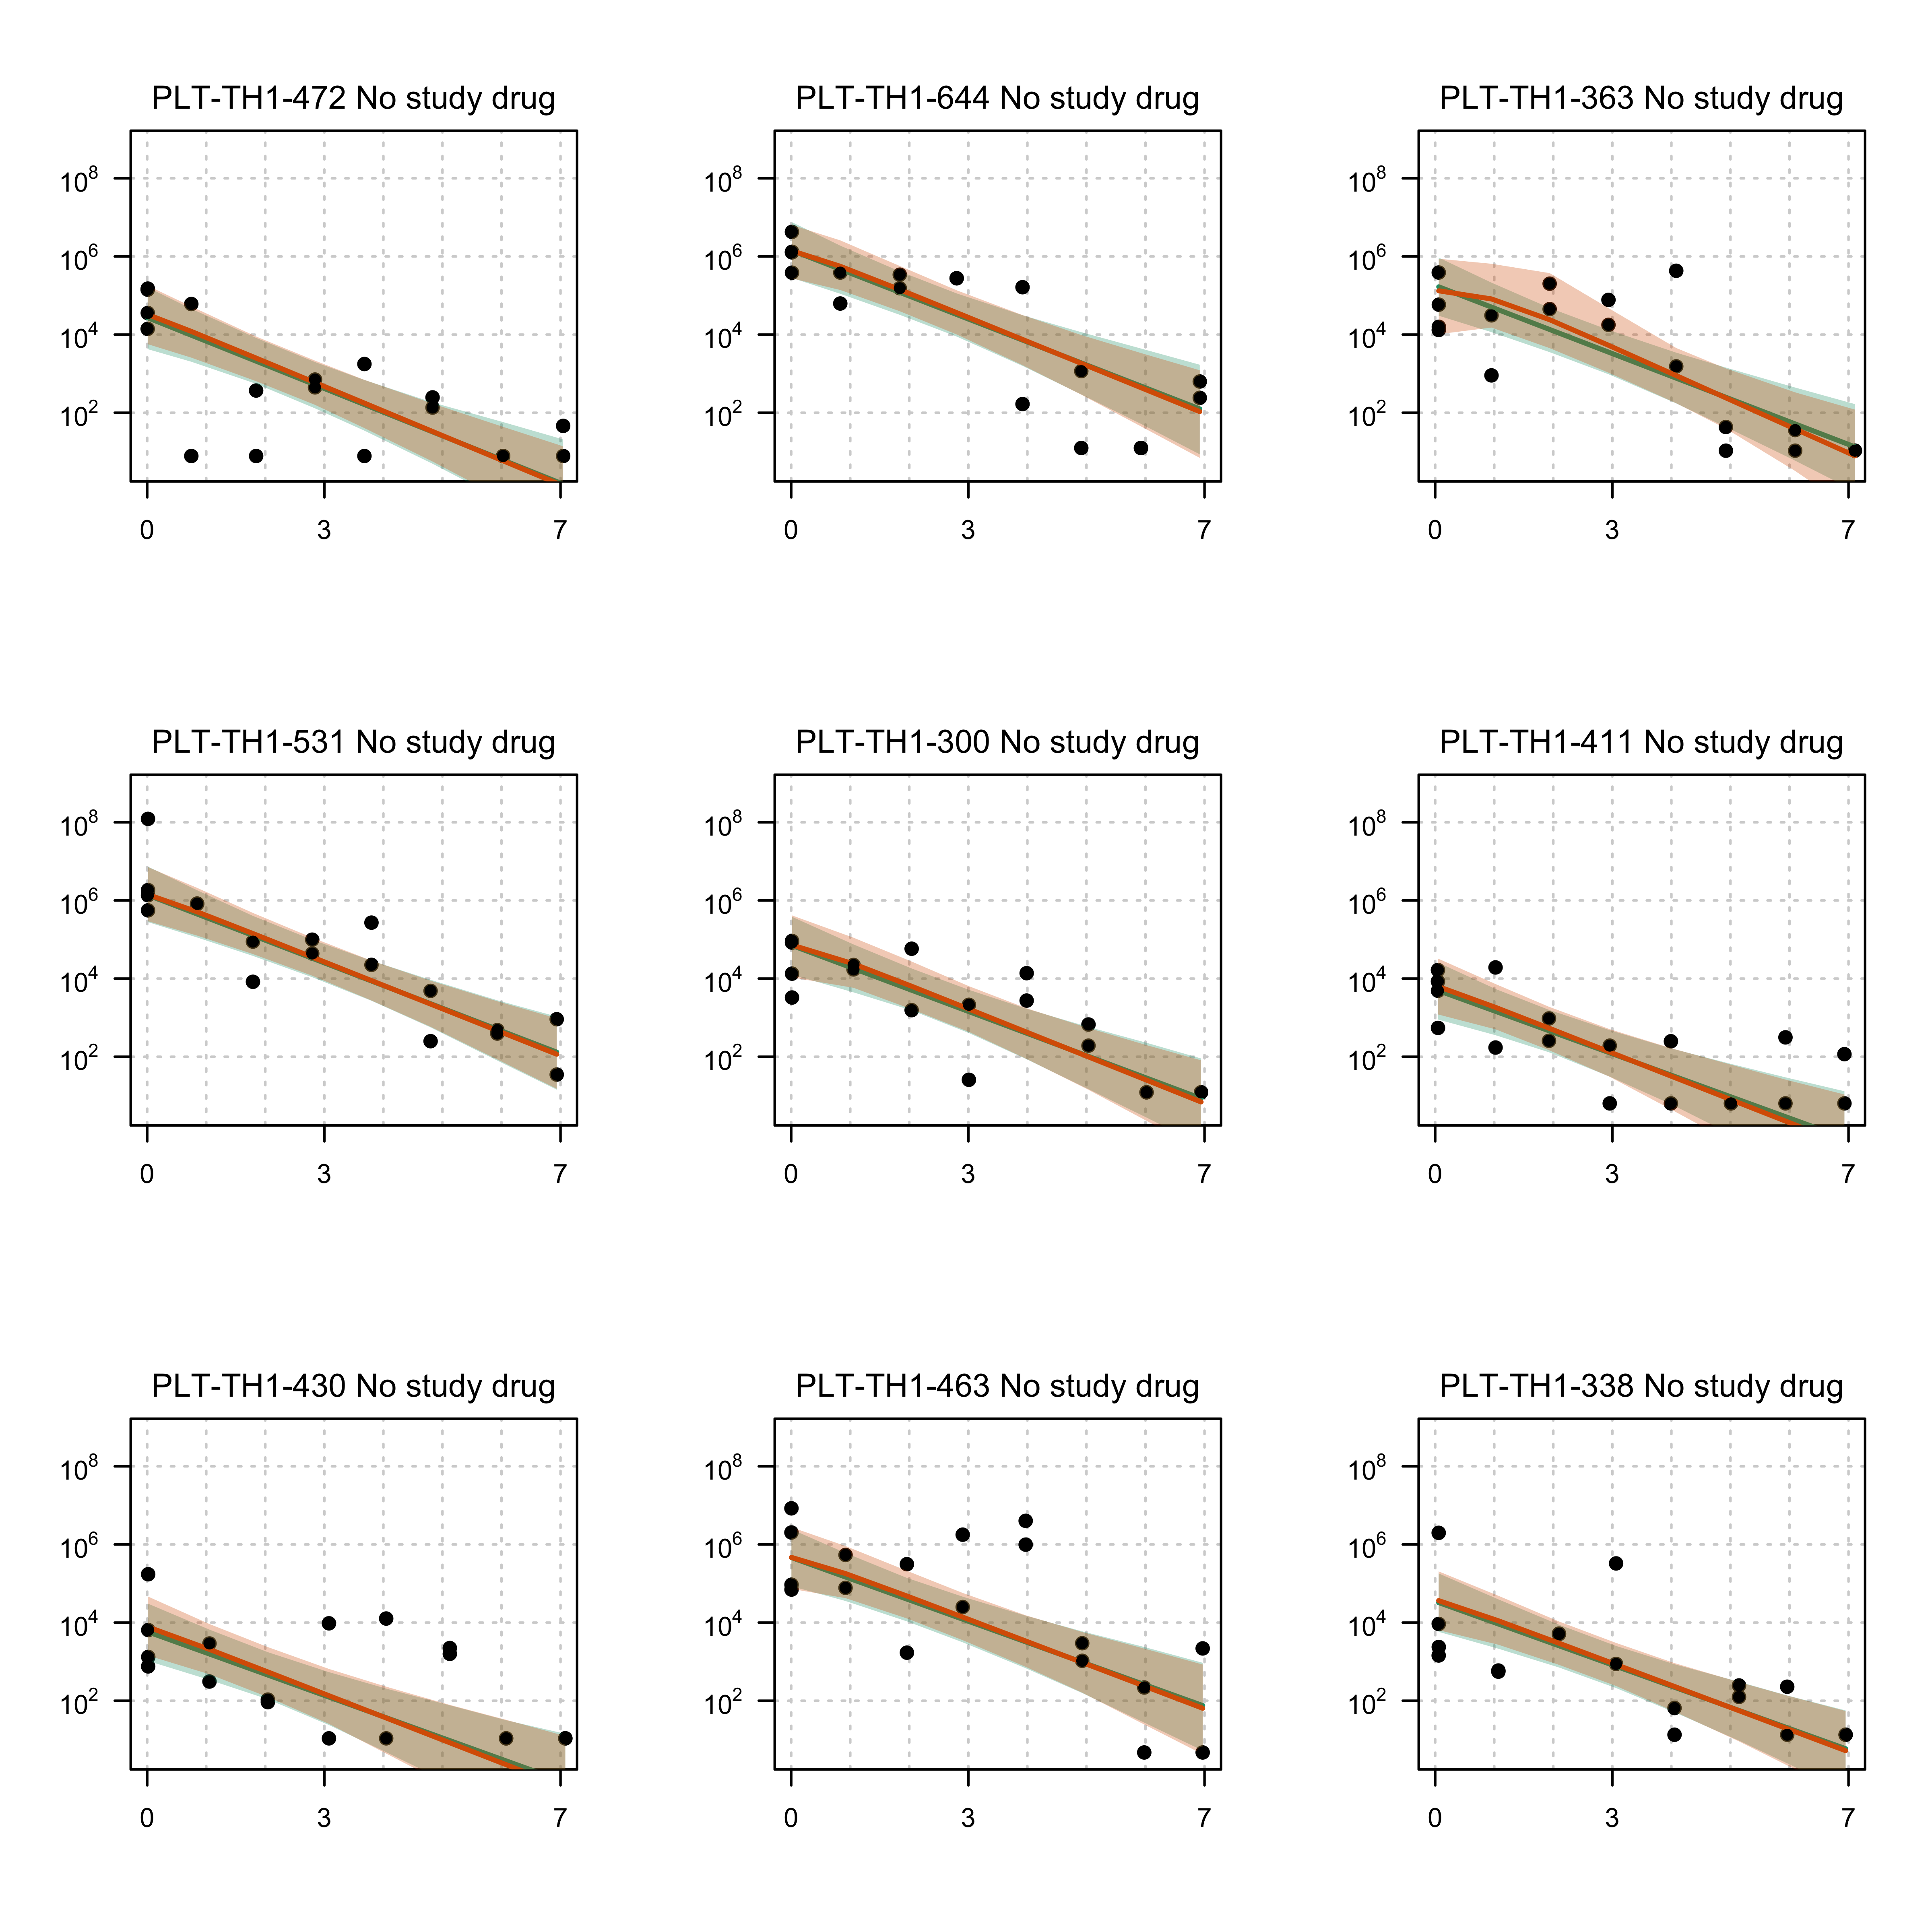 PLT-TH1-472 No study drug
10^8
10^6
10^4
10^2
0 3 7
PLT-TH1-644 No study drug
10^8
10^6
10^4
10^2
0 3 7
PLT-TH1-363 No study drug
10^8
10^6
10^4
10^2
0 3 7
PLT-TH1-531 No study drug
10^8
10^6
10^4
10^2
0 3 7
PLT-TH1-300 No study drug
10^8
10^6
10^4
10^2
0 3 7
PLT-TH1-411 No study drug
10^8
10^6
10^4
10^2
0 3 7
PLT-TH1-430 No study drug
10^8
10^6
10^4
10^2
0 3 7
PLT-TH1-463 No study drug
10^8
10^6
10^4
10^2
0 3 7
PLT-TH1-338 No study drug
10^8
10^6
10^4
10^2
0 3 7